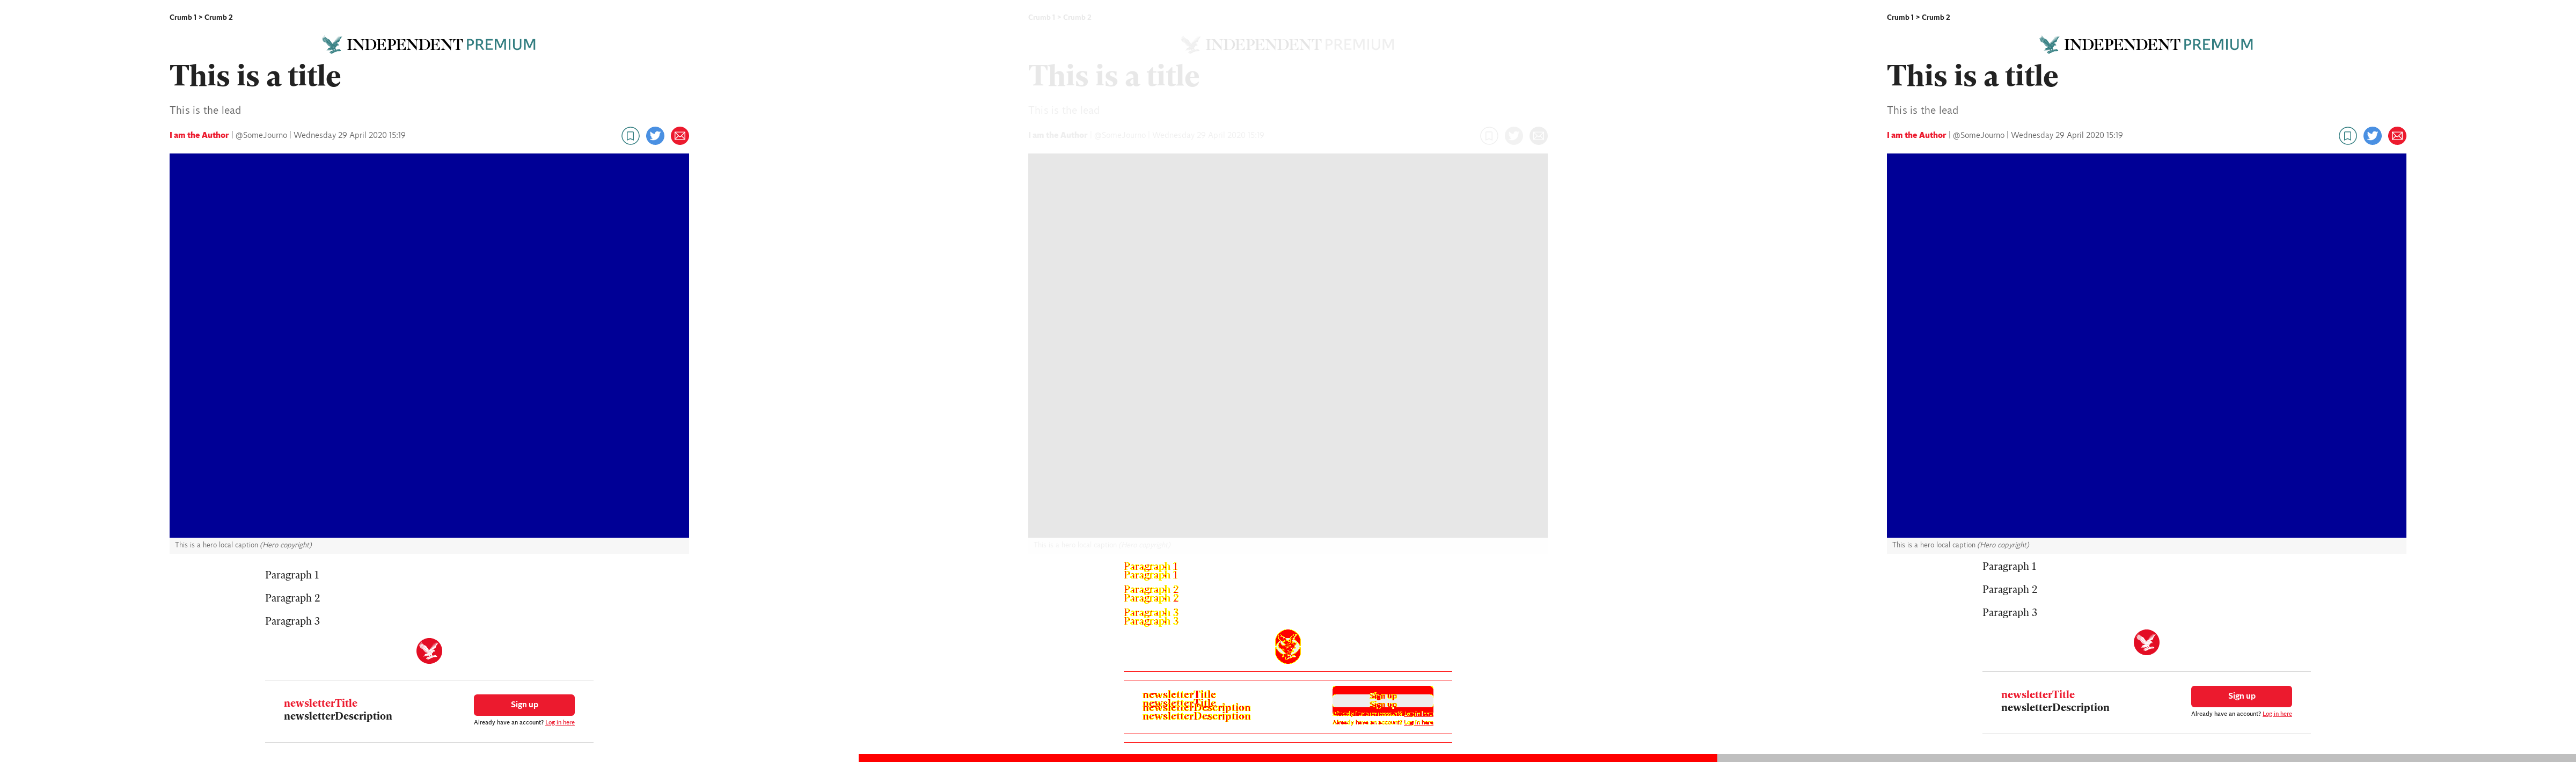 Crumb 1 > Crumb 2
INDEPENDENT PREMIUM
This is a title
This is the lead
I am the Author | @SomeJourno | Wednesday 29 April 2020 15:19
This is a hero local caption (Hero copyright)
Paragraph 1
Paragraph 2
Paragraph 3
newsletterTitle
newsletterDescription
Sign up
Already have an account? Log in here
Crumb 1 > Crumb 2
INDEPENDENT PREMIUM
This is a title
This is the lead
I am the Author | @SomeJourno | Wednesday 29 April 2020 15:19
This is a hero local caption (Hero copyright)
Paragraph 1
Paragraph 1
Paragraph 2
Paragraph 2
Paragraph 3
Paragraph 3
newsletterTitle
newsletterTitle
newsletterDescription
newsletterDescription
Sign up
Sign up
Already have an account? Log in here
Crumb 1 > Crumb 2
INDEPENDENT PREMIUM
This is a title
This is the lead
I am the Author | @SomeJourno | Wednesday 29 April 2020 15:19
This is a hero local caption (Hero copyright)
Paragraph 1
Paragraph 2
Paragraph 3
newsletterTitle
newsletterDescription
Sign up
Already have an account? Log in here